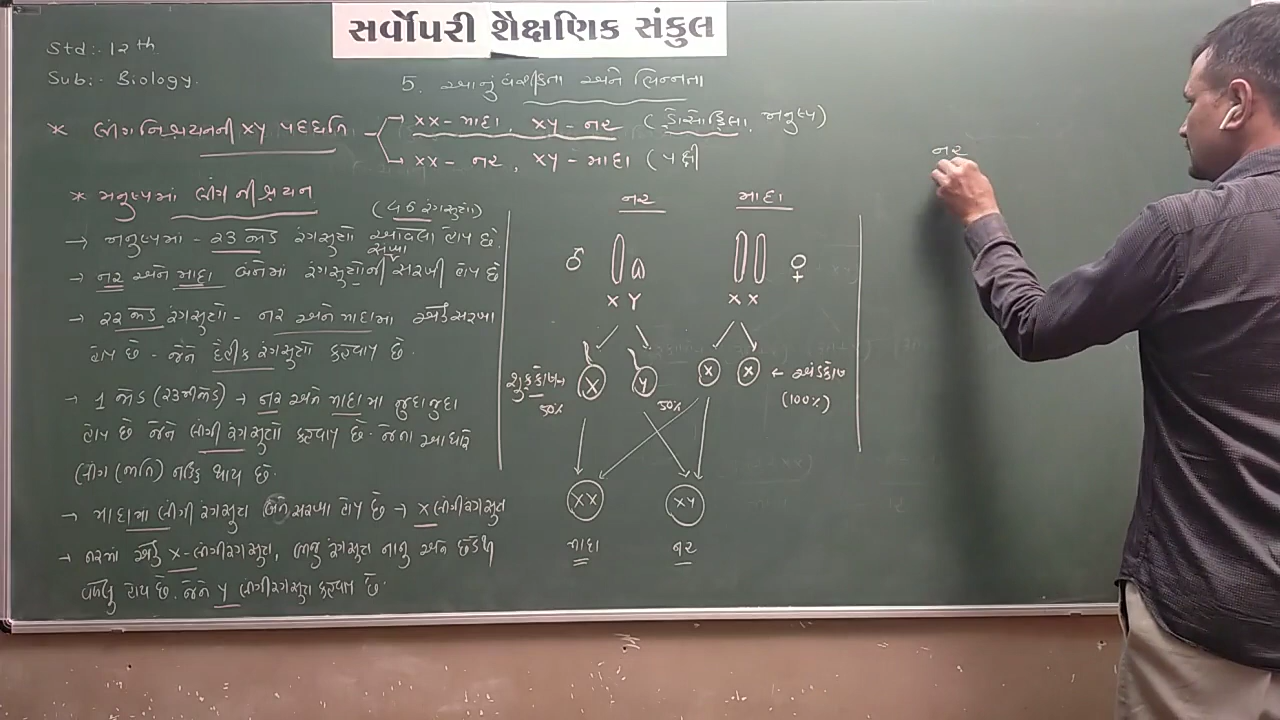 સર્વોપરી શૈક્ષણિક સંકુલ
Std:- 12th
Sub:- Biology.
5. આનુવંશિકતા અને ભિન્નતા
* લીંગનિશ્ચયનની XY પદ્ધતિ → XX-માદા, XY-નર (ડ્રોસોફિલા, મનુષ્ય)
→ XX- નર, XY-માદા (પક્ષી
* મનુષ્યમાં લીંગનીશ્ચયન
(46 રંગસુત્રો)
→ મનુષ્યમાં - 23 જોડ રંગસુત્રો આવેલા હોય છે.
→ નર અને માદા બંનેમાં રંગસુત્રોની સંખ્યા સરખી હોય છે
→ 22 જોડ રંગસુત્રો - નર અને માદામાં એકસરખા
હોય છે - જેને દૈહીક રંગસુત્રો કહેવાય છે.
→ 1 જોડ (23મીજોડ) → નર અને માદામાં જુદાજુદા
હોય છે જેને લીંગી રંગસુત્રો કહેવાય છે. જેના આધારે
લીંગ (જાતિ) નક્કિ થાય છે.
→ માદામાં લીંગી રંગસુત્ર બંને સરખા હોય છે → X લીંગીરંગસુત્ર
→ નરમાં એક X-લીંગીરંગસુત્ર, બીજુ રંગસુત્ર નાનુ અને છેડેથી
વળેલુ હોય છે. જેને Y લીંગીરંગસુત્ર કહેવાય છે.
નર માદા
♂ ♀
X Y X X
શુક્રકોષ→ X Y X X ← અંડકોષ
50% 50% (100%)
XX XY
માદા નર
નર